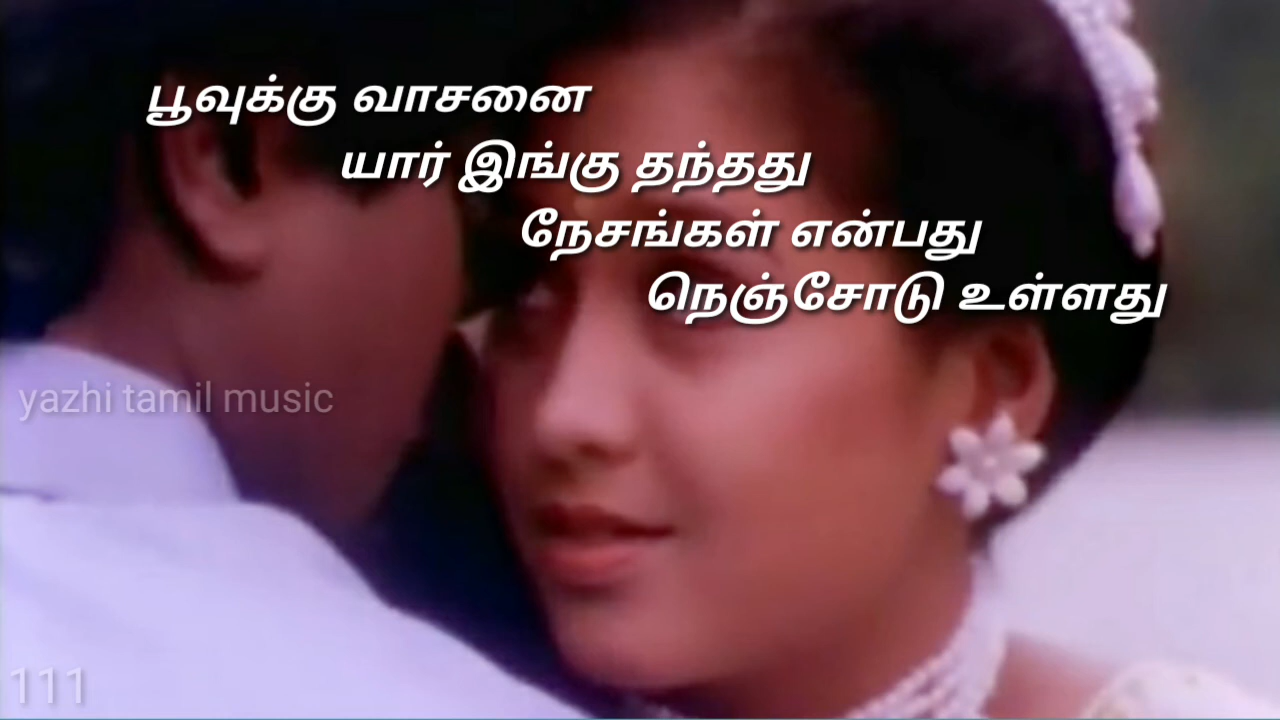 பூவுக்கு வாசனை
யார் இங்கு தந்தது
நேசங்கள் என்பது
நெஞ்சோடு உள்ளது
yazhi tamil music
111